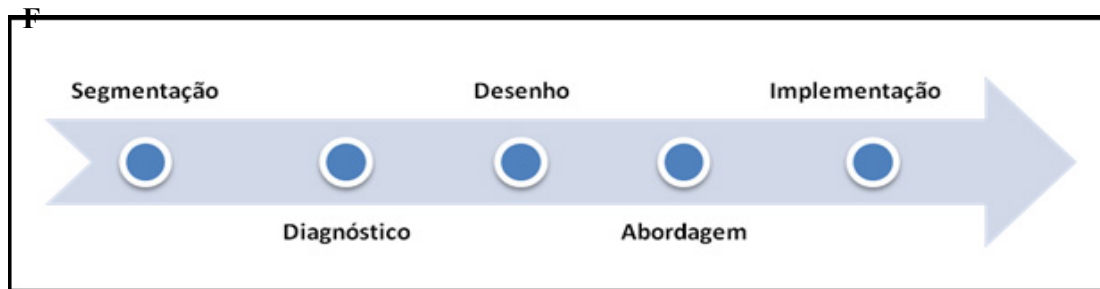 F
Segmentação
Diagnóstico
Desenho
Abordagem
Implementação